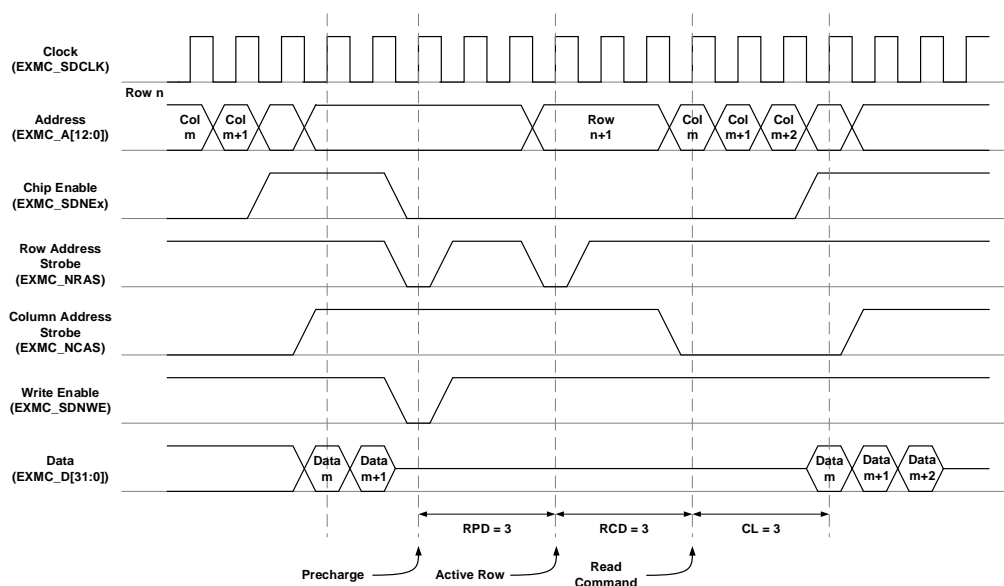 Clock
(EXMC_SDCLK)
Row n
Address
(EXMC_A[12:0])
Col
m
Col
m+1
Row
n+1
Col
m
Col
m+1
Col
m+2
Chip Enable
(EXMC_SDNEx)
Row Address
Strobe
(EXMC_NRAS)
Column Address
Strobe
(EXMC_NCAS)
Write Enable
(EXMC_SDNWE)
Data
(EXMC_D[31:0])
Data
m
Data
m+1
Data
m
Data
m+1
Data
m+2
RPD = 3
RCD = 3
CL = 3
Precharge
Active Row
Read
Command